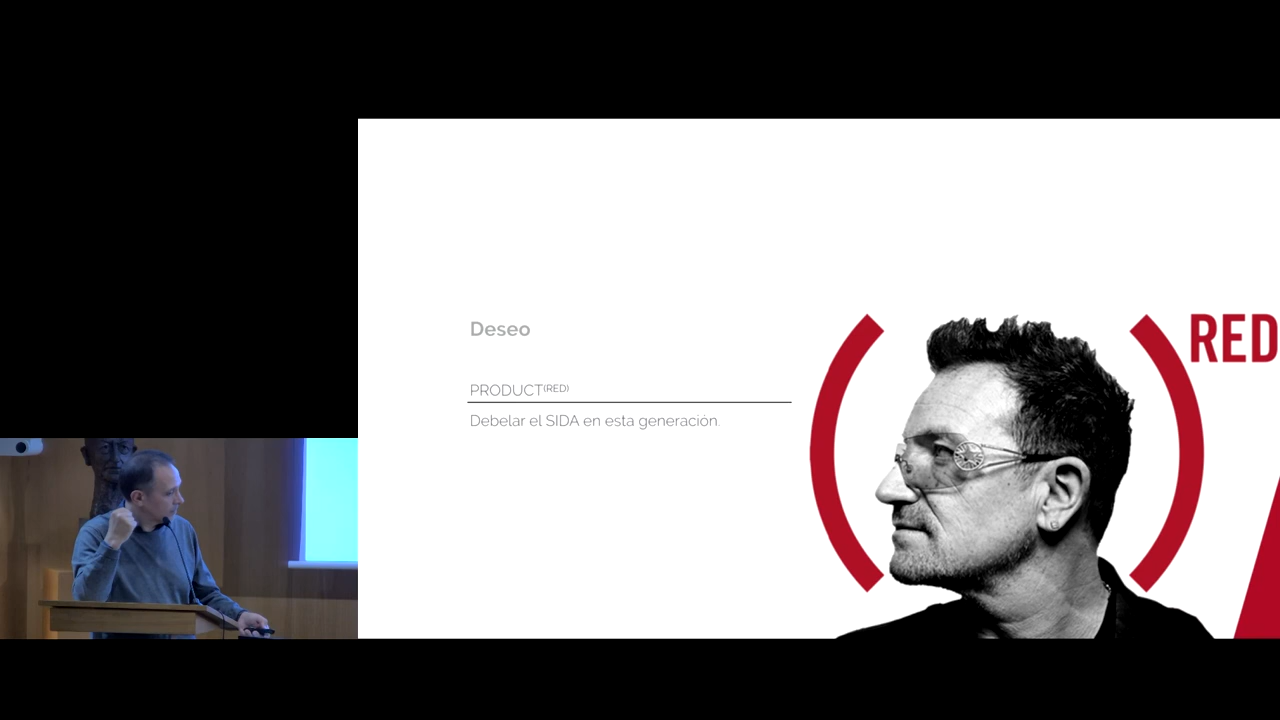 Deseo
PRODUCT(RED)
Debelar el SIDA en esta generación.
RED